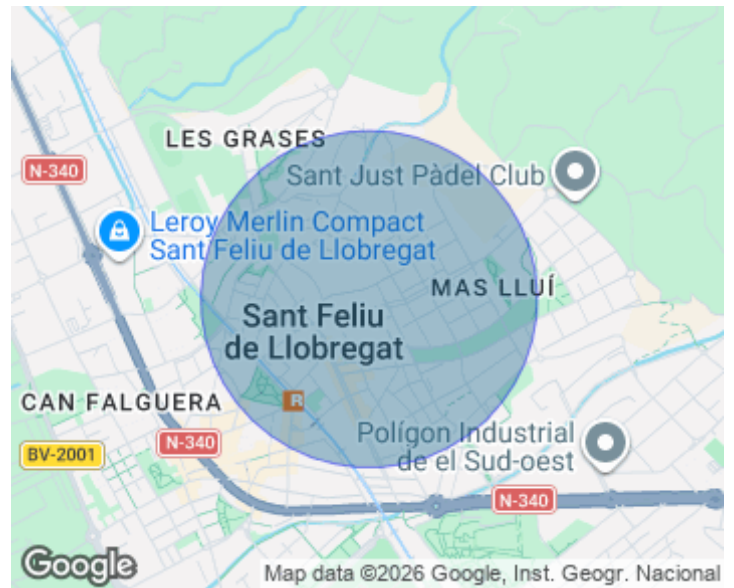 LES GRASES
N-340
Sant Just Pàdel Club
Leroy Merlin Compact
Sant Feliu de Llobregat
MAS LLUÍ
Sant Feliu
de Llobregat
CAN FALGUERA
R
N-340
Polígon Industrial
de el Sud-oest
BV-2001
N-340
Google
Map data ©2026 Google, Inst. Geogr. Nacional